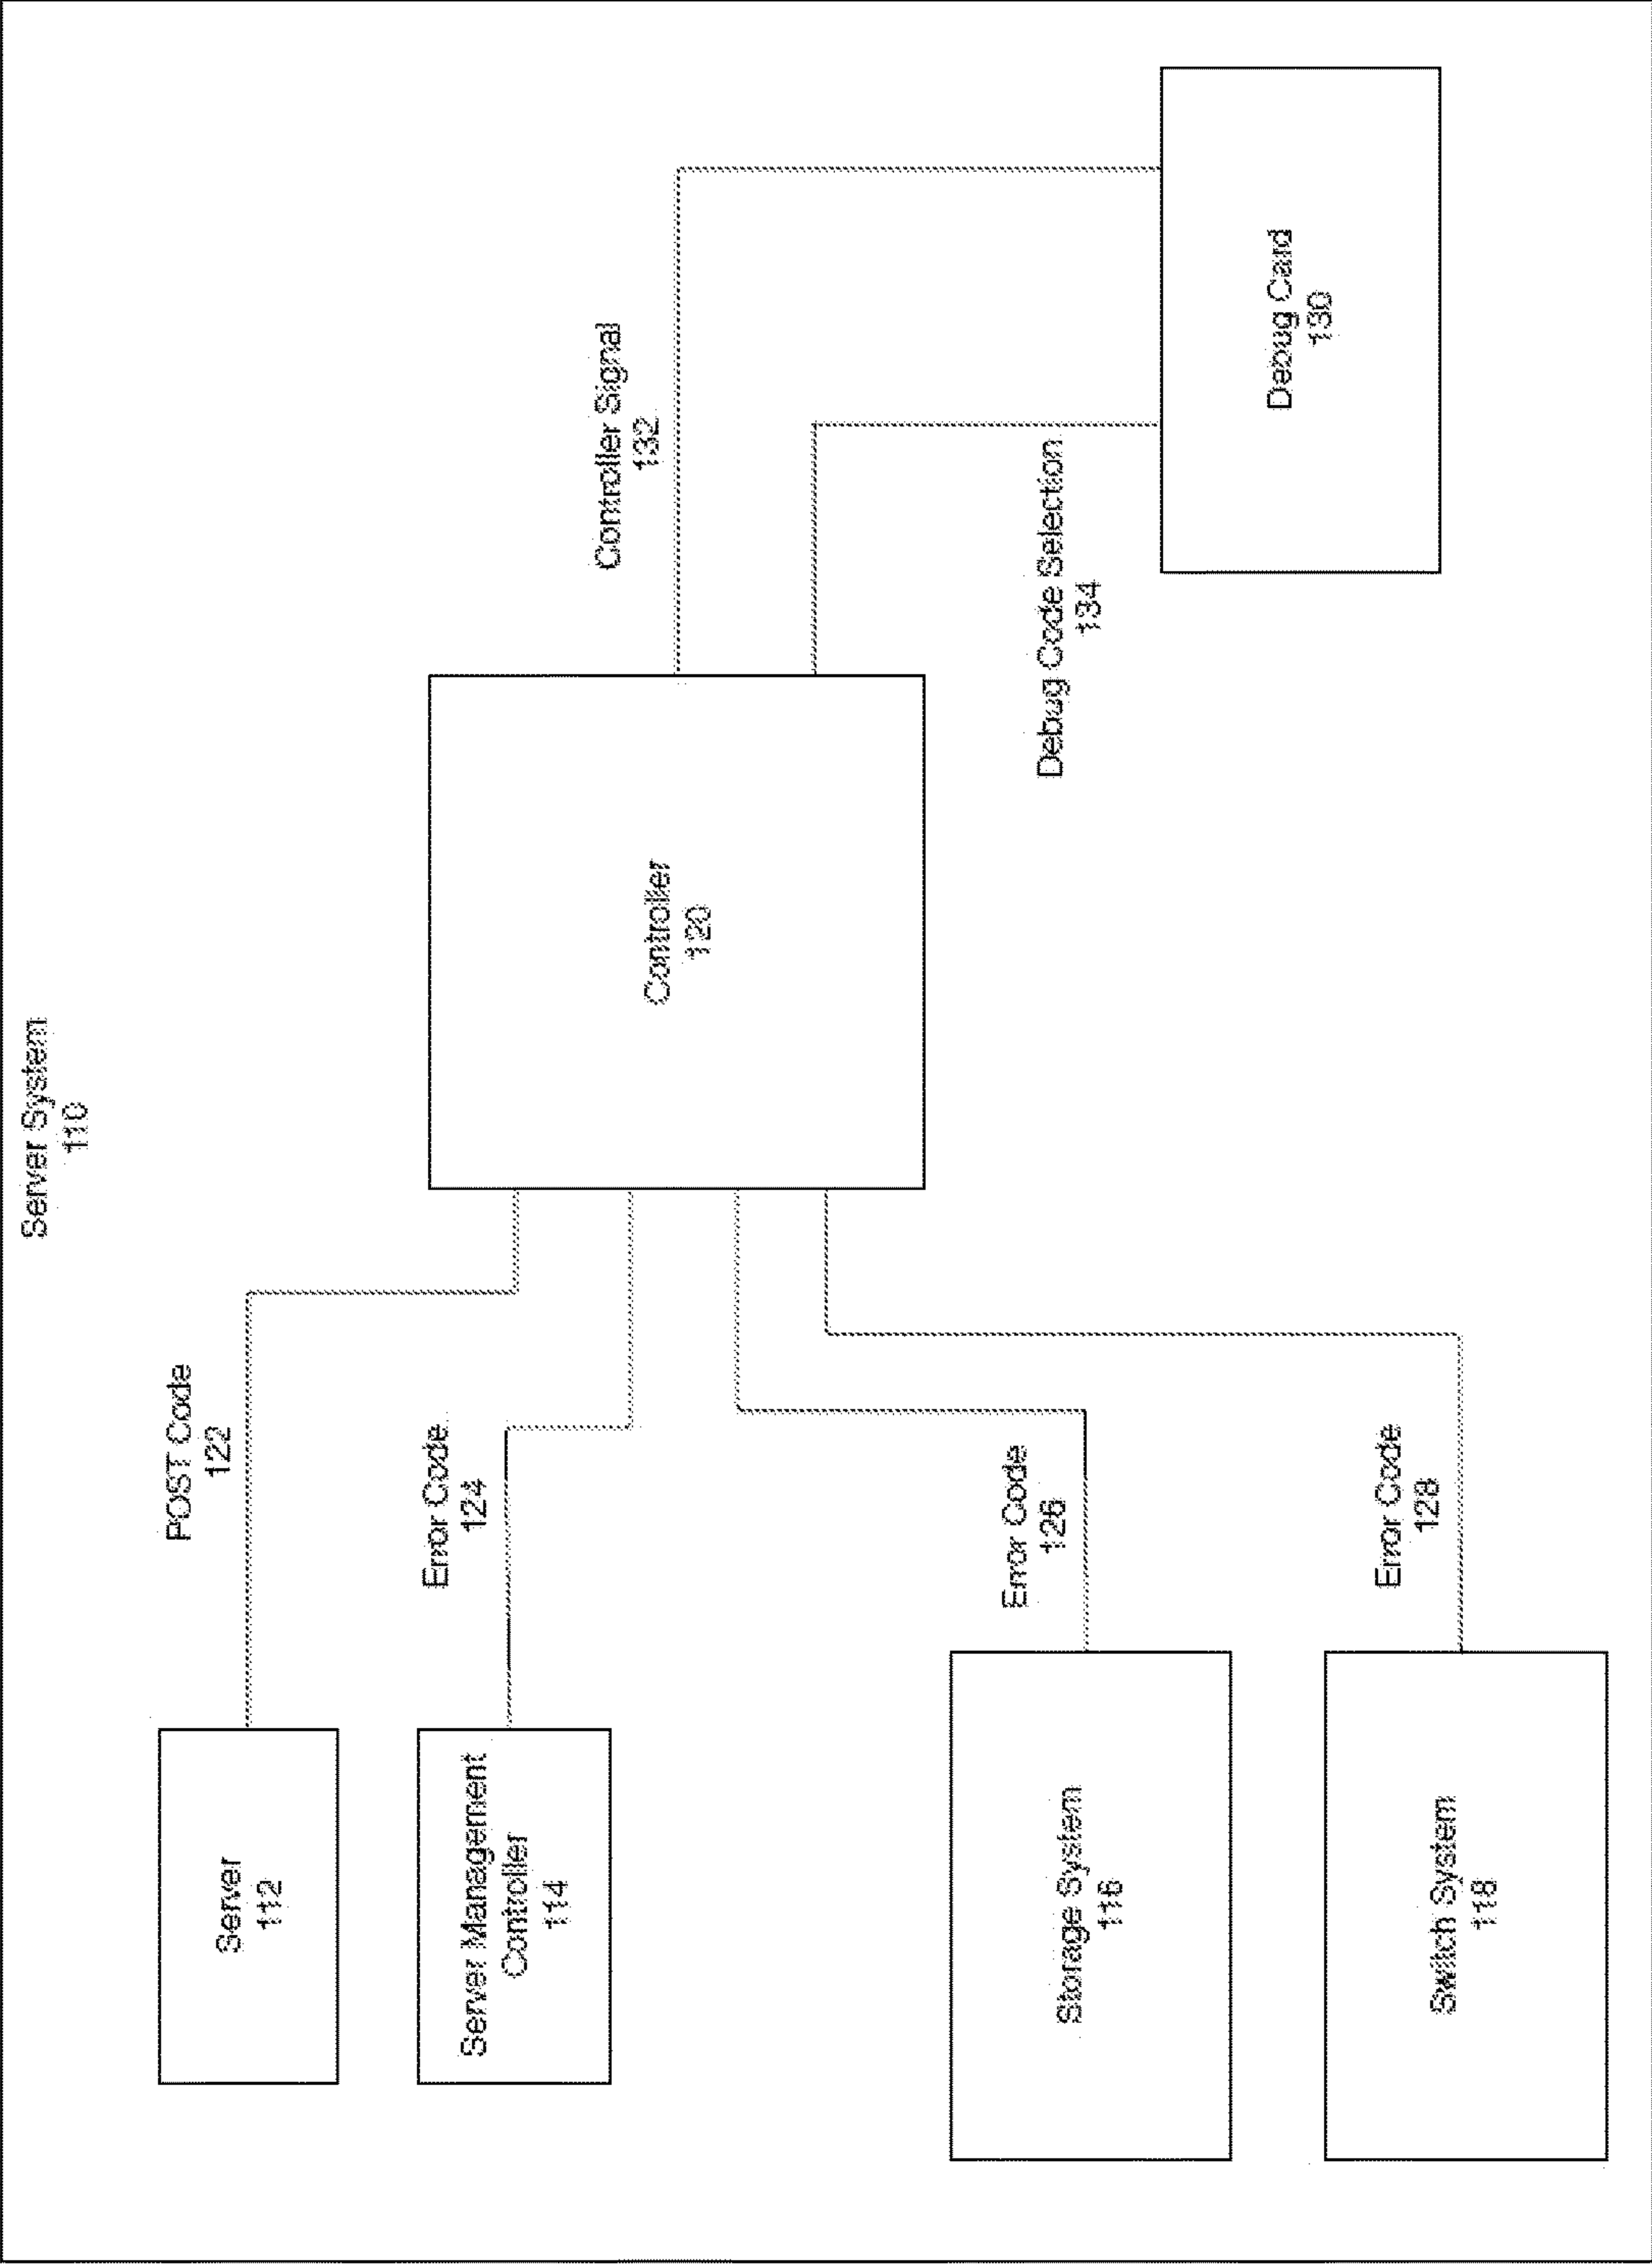 Server System
110
POST Code
122
Server
112
Error Code
124
Server Management
Controller
114
Controller
120
Controller Signal
132
Debug Code Selection
134
Debug Card
130
Error Code
126
Storage System
116
Error Code
128
Switch System
118